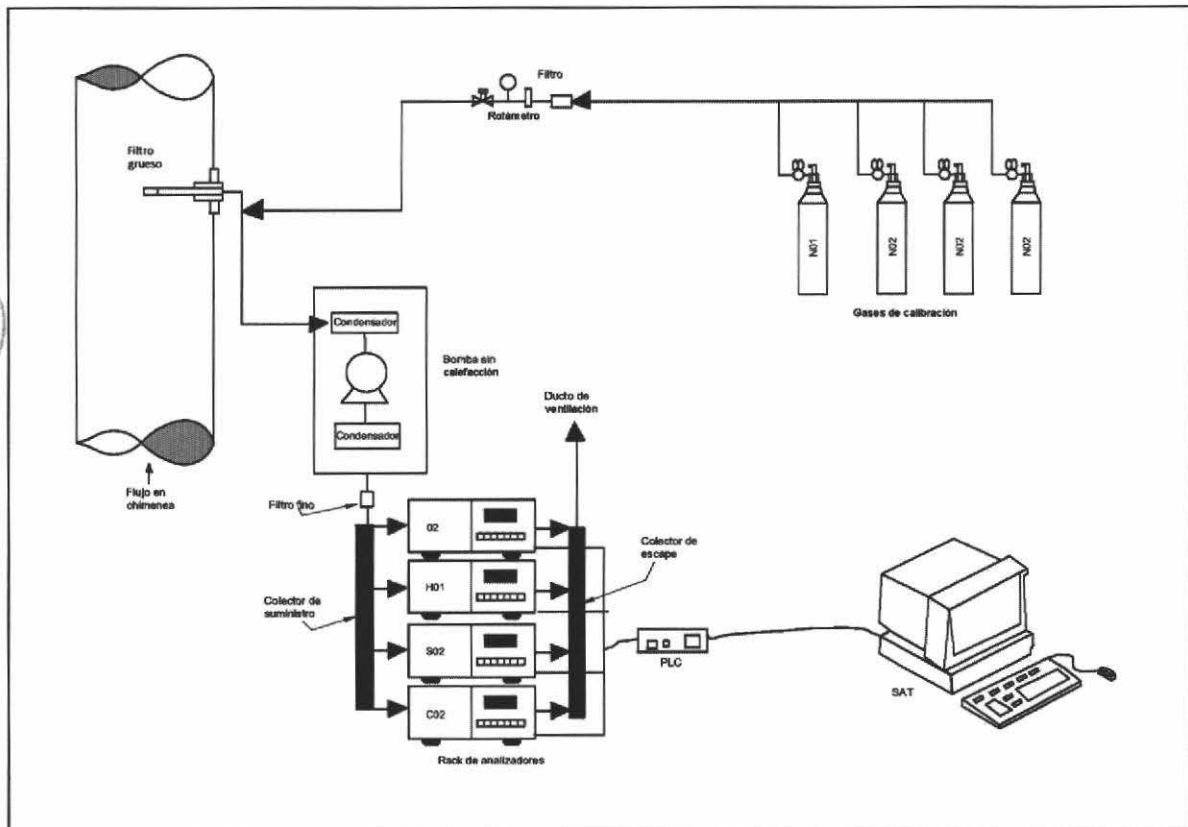 Filtro
Rotámetro
Filtro
grueso
N01
N02
N02
N02
Gases de calibración
Condensador
Bomba sin
calefacción
Condensador
Ducto de
ventilación
Flujo en
chimenea
Filtro fino
02
Colector de
escape
H01
Colector de
suministro
S02
PLC
SAT
C02
Rack de analizadores